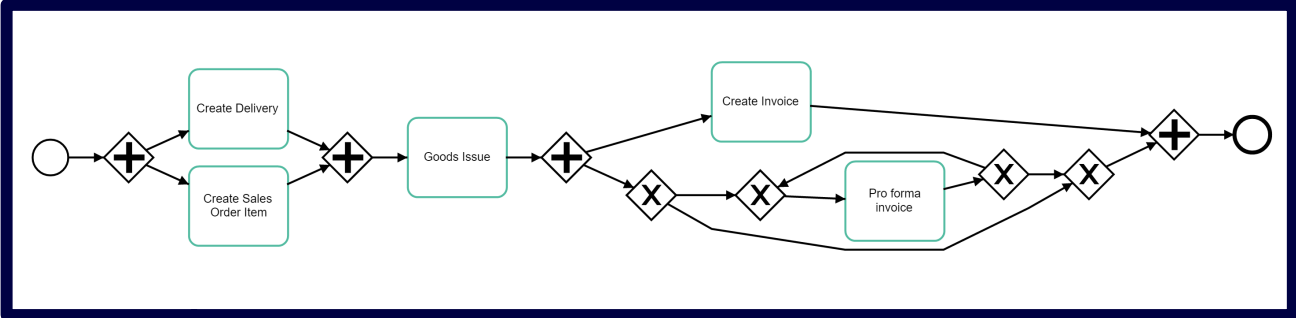 Create Delivery
Create Sales
Order Item
Goods Issue
Create Invoice
Pro forma
invoice
X
X
X
X